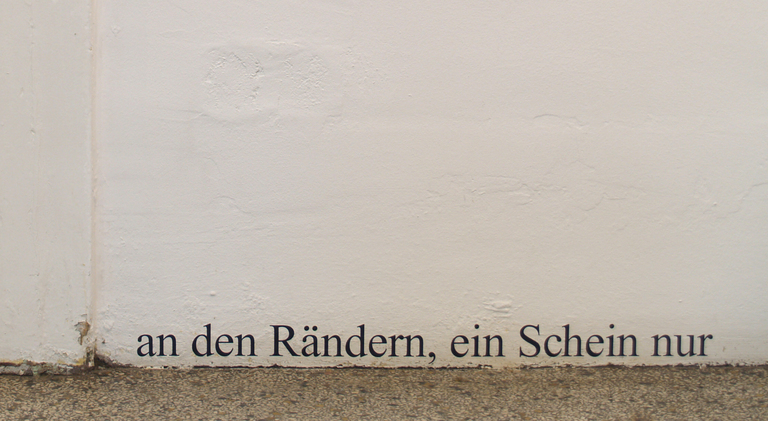 an den Rändern, ein Schein nur